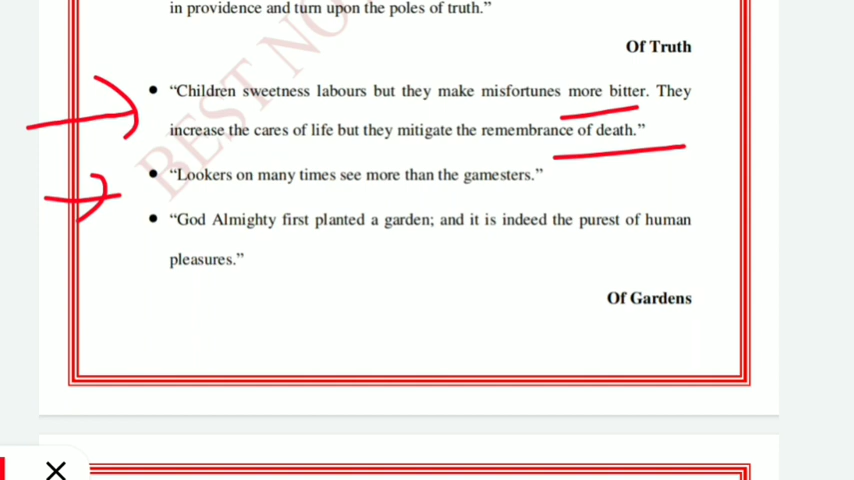 in providence and turn upon the poles of truth.”
Of Truth
• “Children sweetness labours but they make misfortunes more bitter. They
increase the cares of life but they mitigate the remembrance of death.”
• “Lookers on many times see more than the gamesters.”
• “God Almighty first planted a garden; and it is indeed the purest of human
pleasures.”
Of Gardens
BEST NO